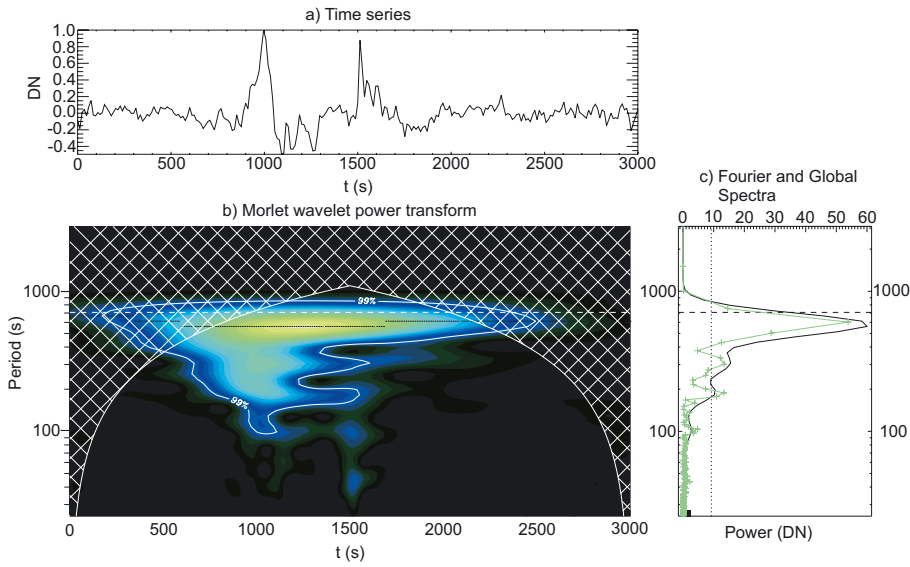 a) Time series
1.0
0.8
0.6
0.4
0.2
0.0
-0.2
-0.4
DN
0 500 1000 1500 2000 2500 3000
t (s)
b) Morlet wavelet power transform
1000
100
Period (s)
99%
99%
0 500 1000 1500 2000 2500 3000
t (s)
c) Fourier and Global
Spectra
0 10 20 30 40 50 60
1000 1000
100 100
Power (DN)